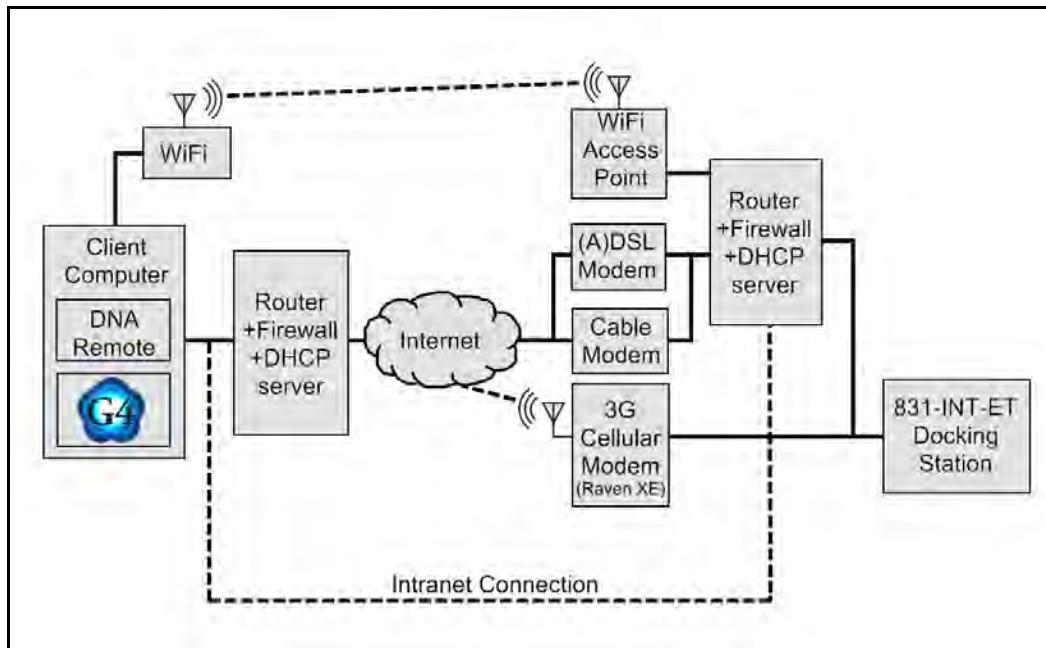 WiFi
WiFi
Access
Point
Client
Computer
DNA
Remote
G4
Router
+Firewall
+DHCP
server
Internet
(A)DSL
Modem
Cable
Modem
3G
Cellular
Modem
(Raven XE)
Router
+Firewall
+DHCP
server
831-INT-ET
Docking
Station
Intranet Connection